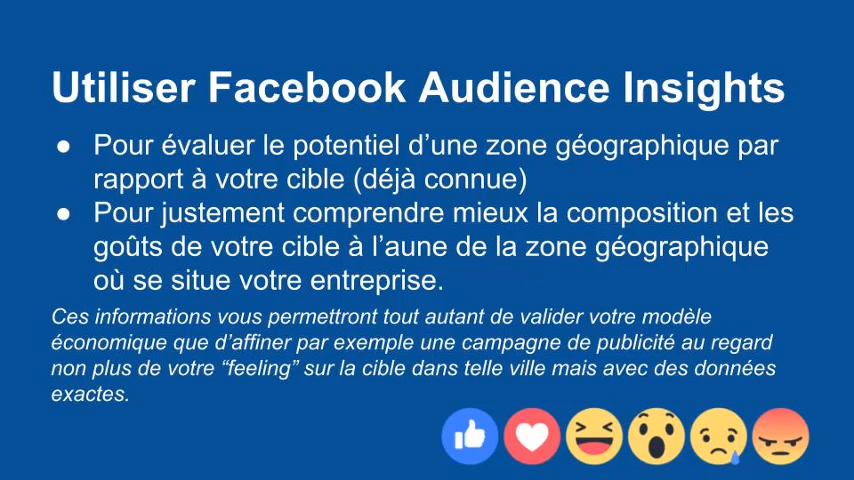 Utiliser Facebook Audience Insights
● Pour évaluer le potentiel d’une zone géographique par
rapport à votre cible (déjà connue)
● Pour justement comprendre mieux la composition et les
goûts de votre cible à l’aune de la zone géographique
où se situe votre entreprise.
Ces informations vous permettront tout autant de valider votre modèle
économique que d’affiner par exemple une campagne de publicité au regard
non plus de votre “feeling” sur la cible dans telle ville mais avec des données
exactes.